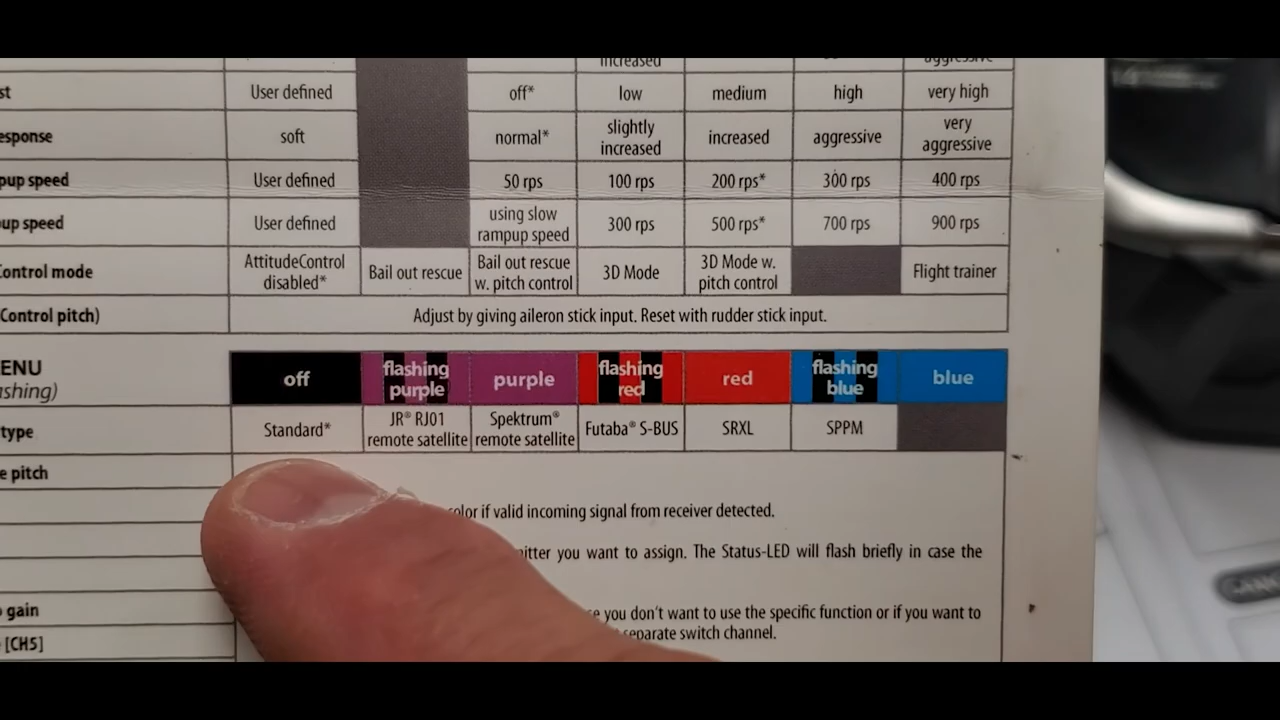 increased
aggressive
st User defined off* low medium high very high
esponse soft normal* slightly increased increased aggressive very aggressive
pup speed User defined 50 rps 100 rps 200 rps* 300 rps 400 rps
up speed User defined using slow rampup speed 300 rps 500 rps* 700 rps 900 rps
Control mode AttitudeControl disabled* Bail out rescue Bail out rescue w. pitch control 3D Mode 3D Mode w. pitch control Flight trainer
Control pitch) Adjust by giving aileron stick input. Reset with rudder stick input.
ENU off flashing purple purple flashing red red flashing blue blue
shing)
type Standard* JR® RJ01 remote satellite Spektrum® remote satellite Futaba® S-BUS SRXL SPPM
e pitch
color if valid incoming signal from receiver detected.
itter you want to assign. The Status-LED will flash briefly in case the
gain
e you don't want to use the specific function or if you want to
separate switch channel.
[CH5]